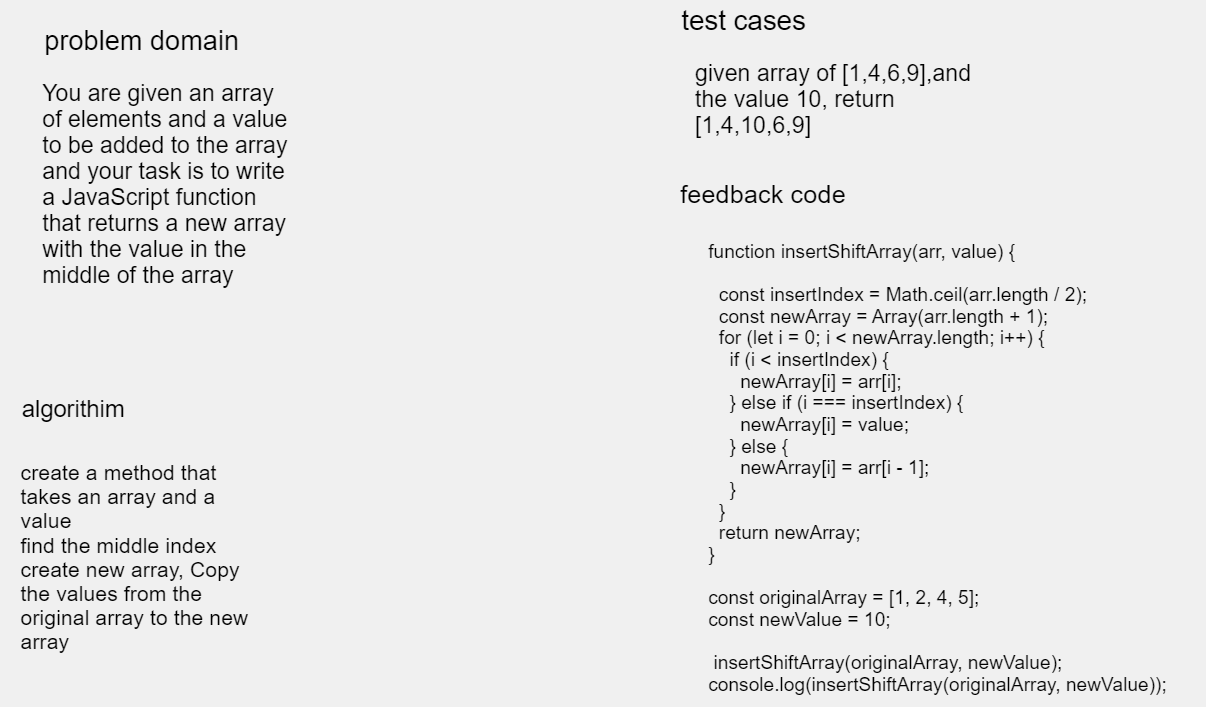 problem domain
You are given an array
of elements and a value
to be added to the array
and your task is to write
a JavaScript function
that returns a new array
with the value in the
middle of the array
algorithim
create a method that
takes an array and a
value
find the middle index
create new array, Copy
the values from the
original array to the new
array
test cases
given array of [1,4,6,9],and
the value 10, return
[1,4,10,6,9]
feedback code
function insertShiftArray(arr, value) {
const insertIndex = Math.ceil(arr.length / 2);
const newArray = Array(arr.length + 1);
for (let i = 0; i < newArray.length; i++) {
if (i < insertIndex) {
newArray[i] = arr[i];
} else if (i === insertIndex) {
newArray[i] = value;
} else {
newArray[i] = arr[i - 1];
}
}
return newArray;
}
const originalArray = [1, 2, 4, 5];
const newValue = 10;
insertShiftArray(originalArray, newValue);
console.log(insertShiftArray(originalArray, newValue));